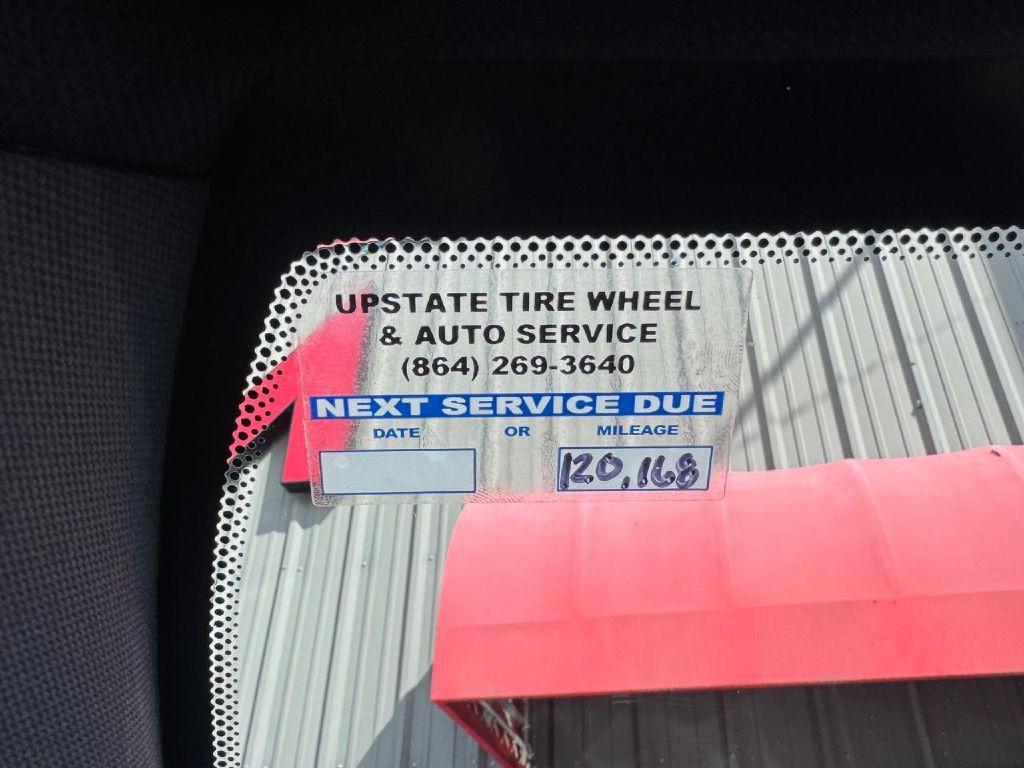 UPSTATE TIRE WHEEL
& AUTO SERVICE
(864) 269-3640
NEXT SERVICE DUE
DATE OR MILEAGE
120,168